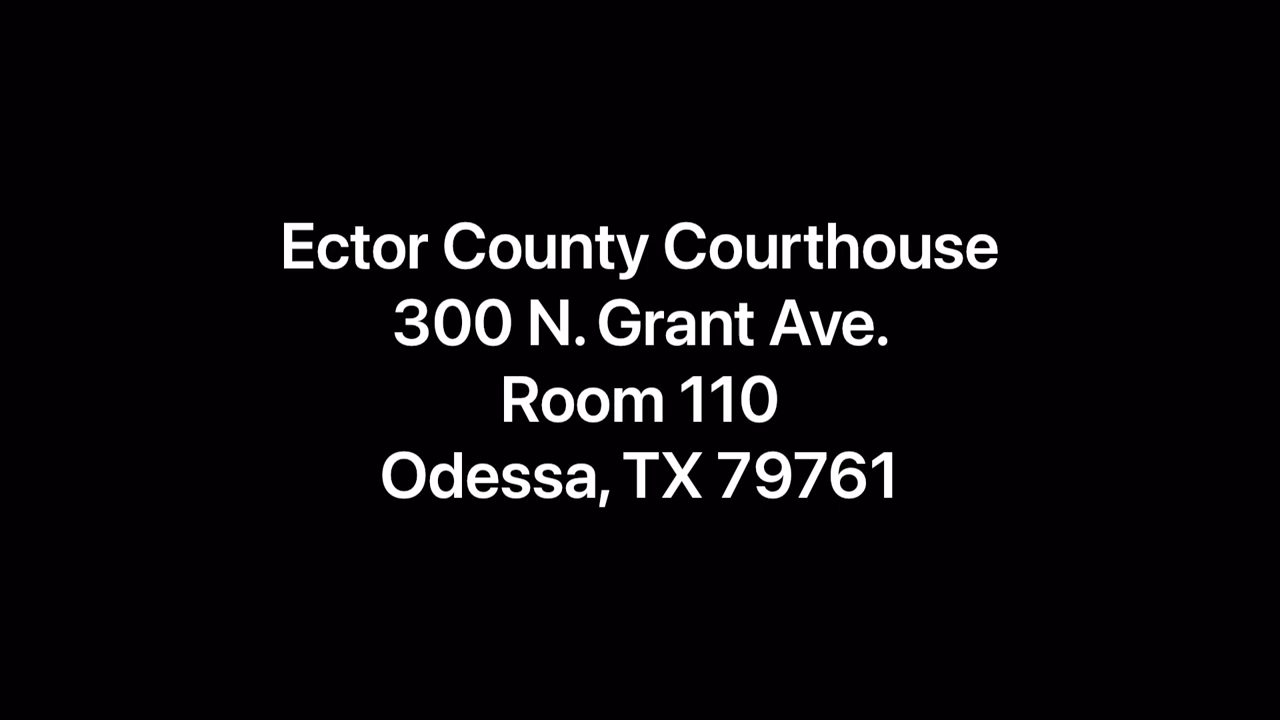 Ector County Courthouse
300 N. Grant Ave.
Room 110
Odessa, TX 79761